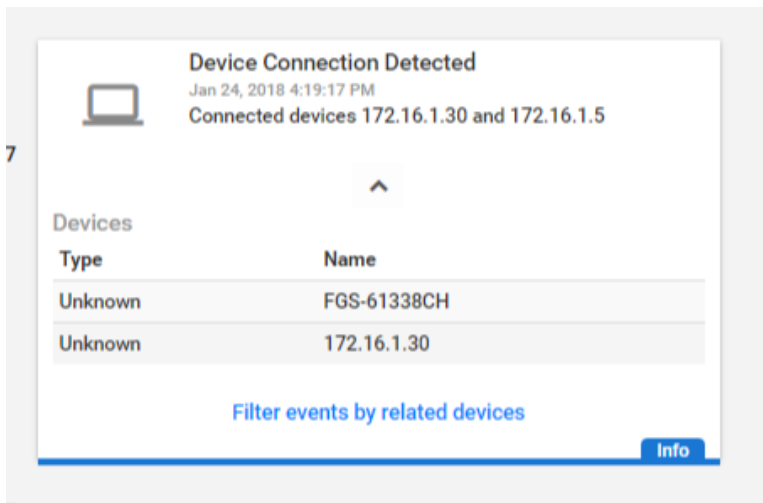 Device Connection Detected
Jan 24, 2018 4:19:17 PM
Connected devices 172.16.1.30 and 172.16.1.5
7
Devices
Type Name
Unknown FGS-61338CH
Unknown 172.16.1.30
Filter events by related devices
Info